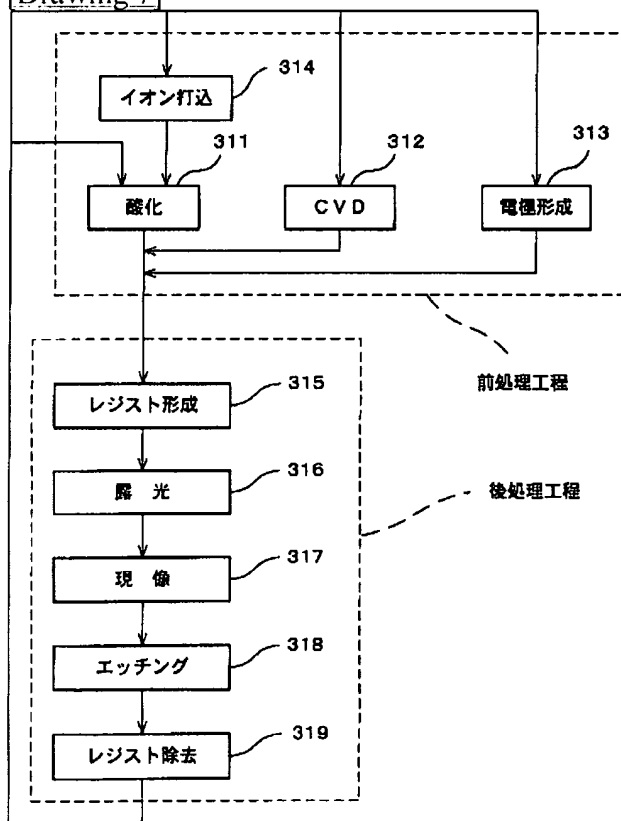 Drawing 7
314
イオン打込
311
312
313
酸化
CVD
電極形成
前処理工程
315
レジスト形成
316
露 光
後処理工程
317
現 像
318
エッチング
319
レジスト除去